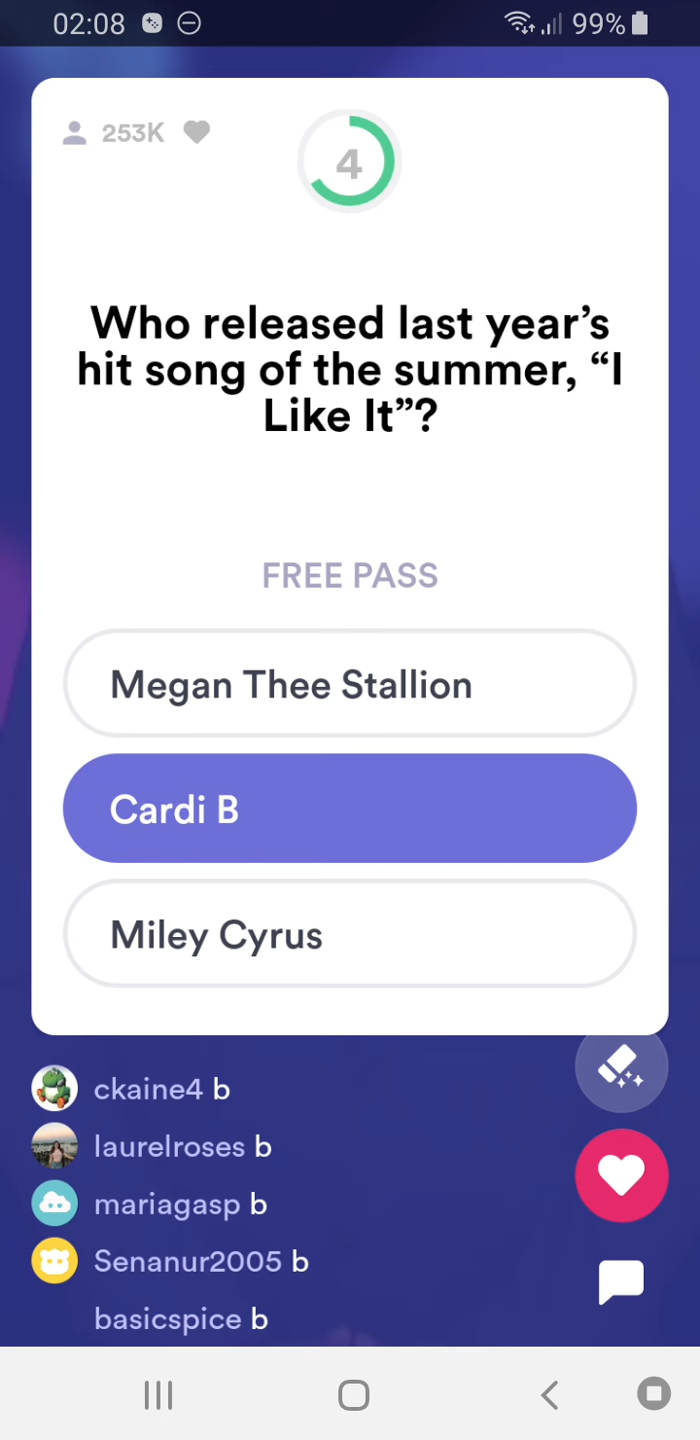 02:08 99%
253K
4
Who released last year’s
hit song of the summer, “I
Like It”?
FREE PASS
Megan Thee Stallion
Cardi B
Miley Cyrus
ckaine4 b
laurelroses b
mariagasp b
Senanur2005 b
basicspice b